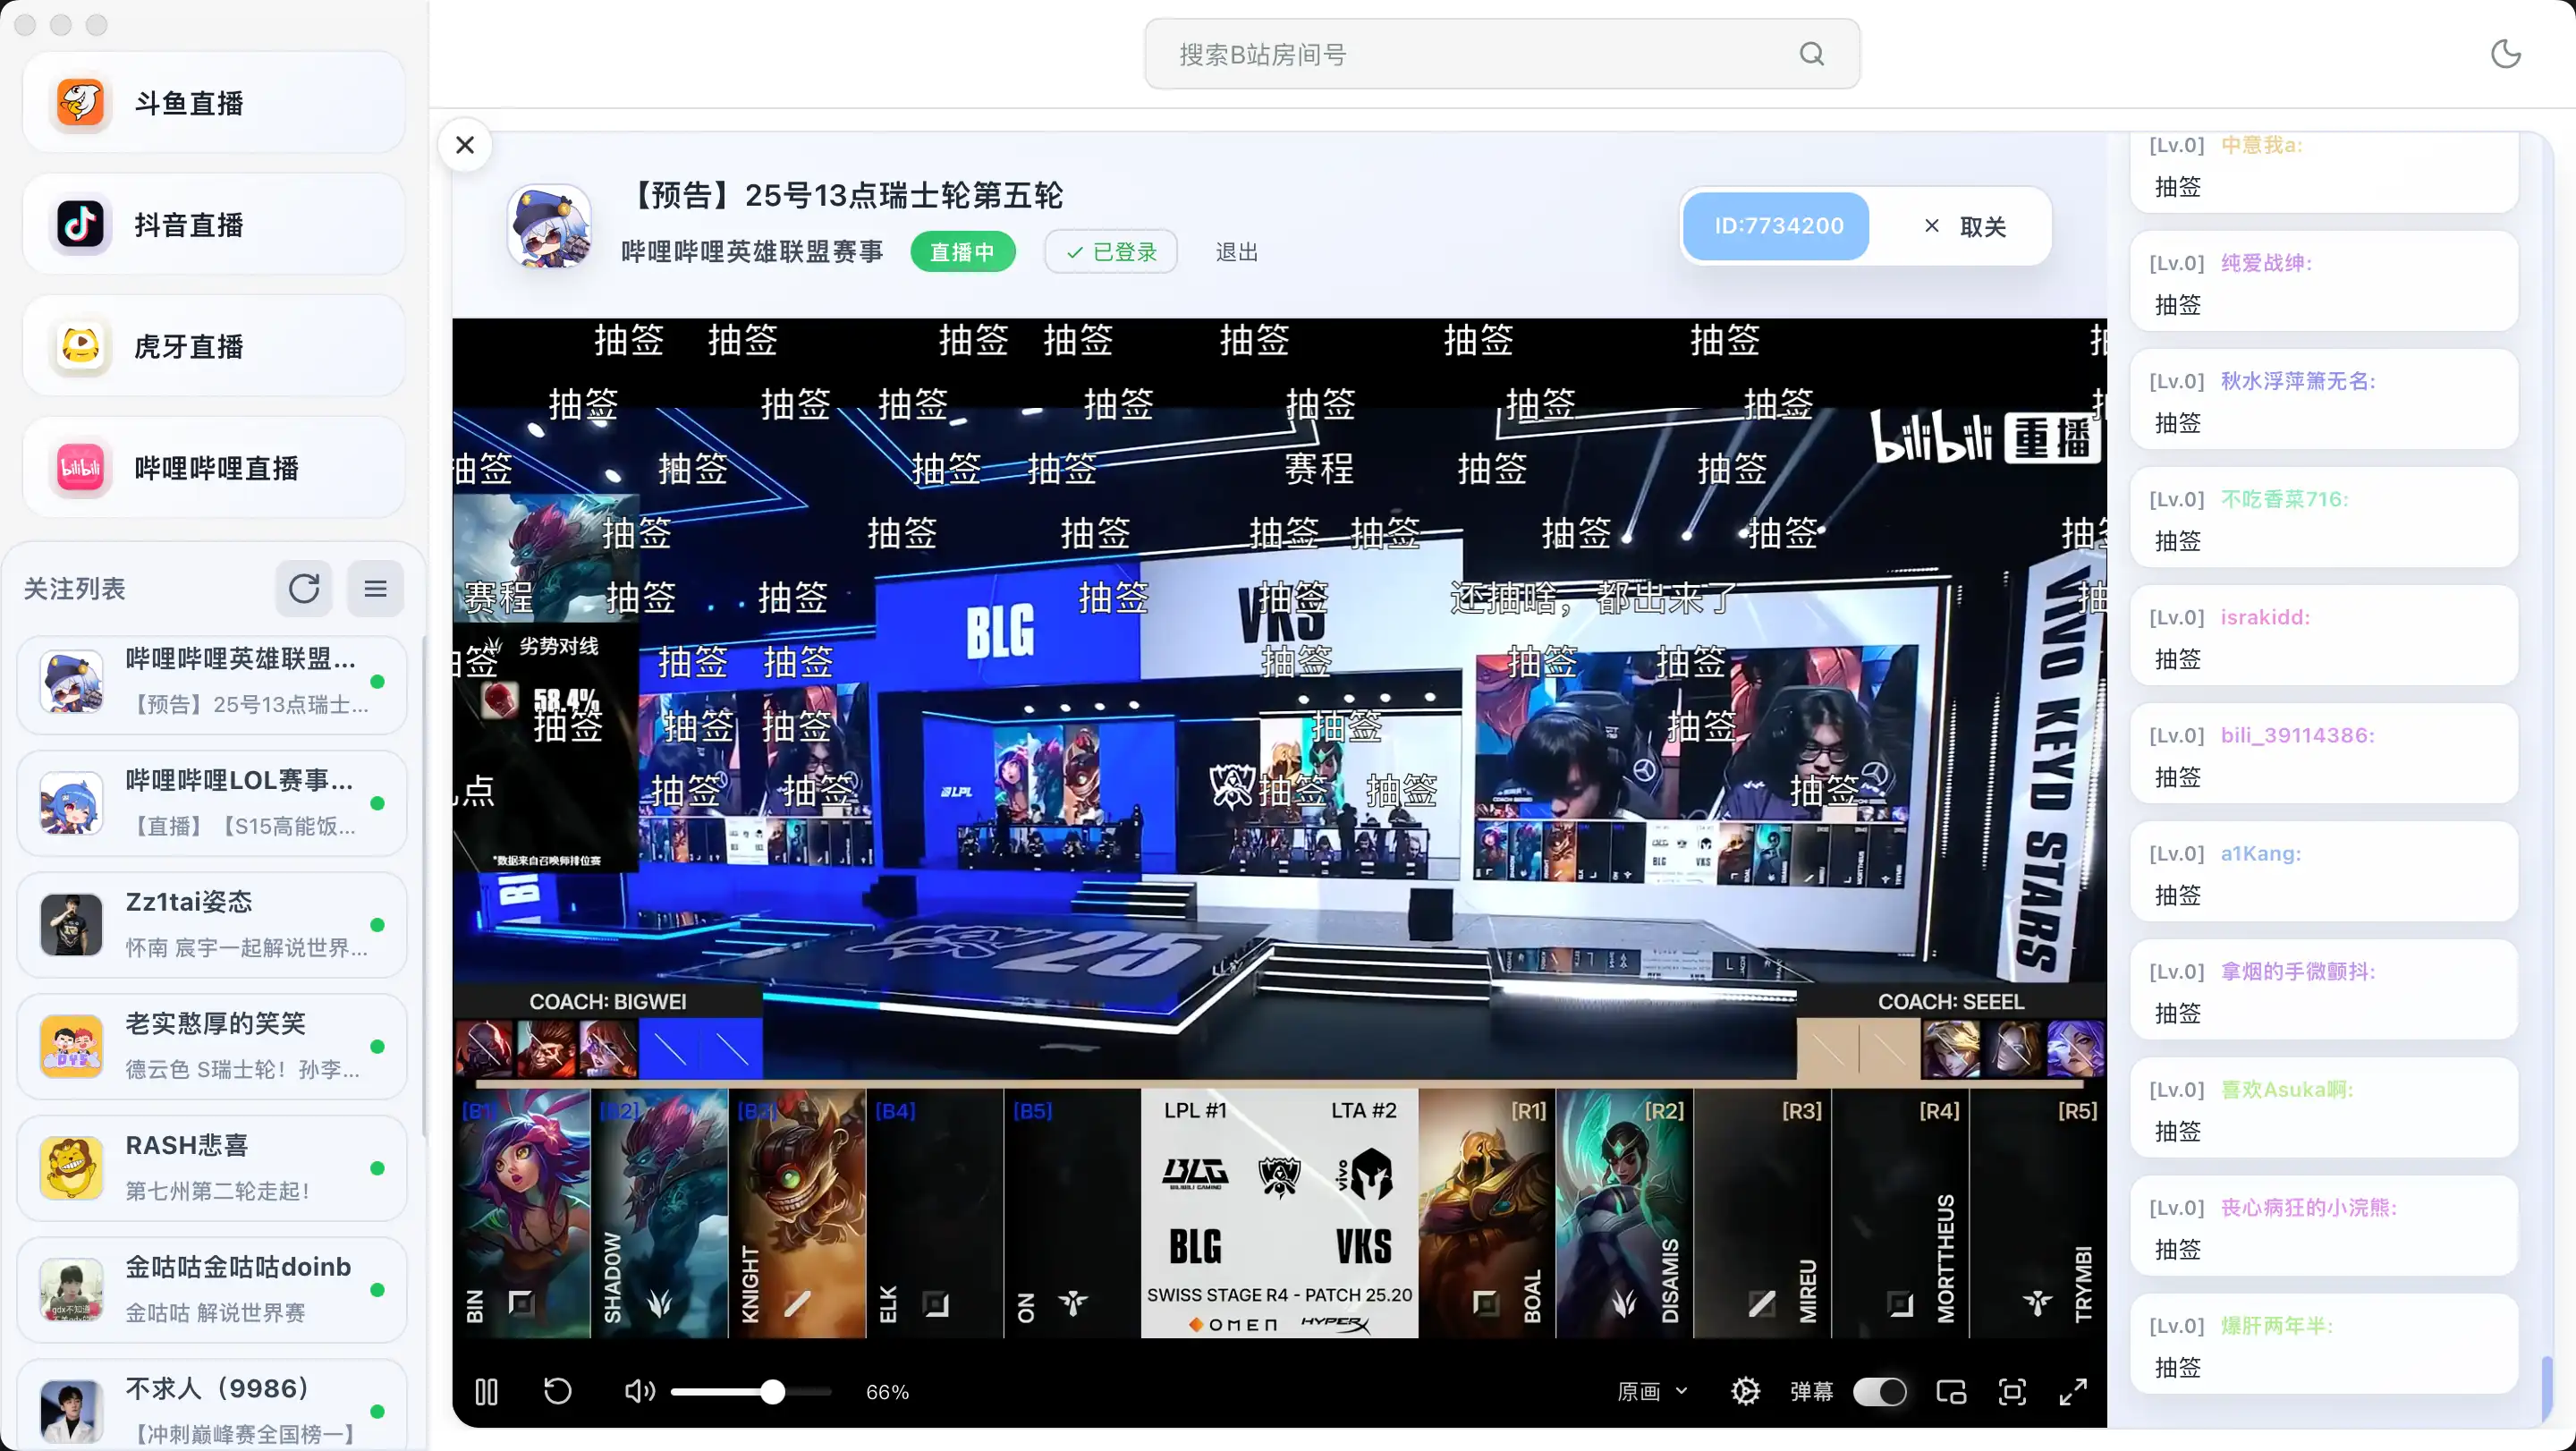 斗鱼直播
抖音直播
虎牙直播
bilibili
哔哩哔哩直播
关注列表
哔哩哔哩英雄联盟...
【预告】25号13点瑞士...
哔哩哔哩LOL赛事...
【直播】【S15高能饭...
Zz1tai姿态
怀南 宸宇一起解说世界...
老实憨厚的笑笑
德云色 S瑞士轮！孙李...
RASH悲喜
第七州第二轮走起！
金咕咕金咕咕doinb
金咕咕 解说世界赛
不求人（9986）
【冲刺巅峰赛全国榜一】
搜索B站房间号
【预告】25号13点瑞士轮第五轮
哔哩哔哩英雄联盟赛事 直播中 已登录 退出
ID:7734200 取关
抽签 抽签 抽签 抽签 抽签 抽签 抽签
抽签 抽签 抽签 抽签 抽签 抽签 抽签
bilibili 重播
抽签 抽签 抽签 抽签 赛程 抽签 抽签
抽签 抽签 抽签 抽签 抽签 抽签 抽签 抽签
赛程 抽签 抽签 抽签 抽签 还抽啥，都出来了
BLG VKS
劣势对线
抽签 抽签 抽签 抽签 抽签
58.4%
抽签 抽签 抽签 抽签 抽签
点 抽签 抽签 抽签 抽签 抽签
LPL
*数据来自召唤师排位赛
VIVO KEYD STARS
25
COACH: BIGWEI
COACH: SEEEL
[B1] [B2] [B3] [B4] [B5]
BIN SHADOW KNIGHT ELK ON
LPL #1 LTA #2
BLG
BILIBILI GAMING
vivo
BLG VKS
SWISS STAGE R4 - PATCH 25.20
OMEN HYPERX
[R1] [R2] [R3] [R4] [R5]
BOAL DISAMIS MIREU MORTTHEUS TRYMBI
66%
原画 弹幕
[Lv.0] 中意我a:
抽签
[Lv.0] 纯爱战绅:
抽签
[Lv.0] 秋水浮萍箫无名:
抽签
[Lv.0] 不吃香菜716:
抽签
[Lv.0] israkidd:
抽签
[Lv.0] bili_39114386:
抽签
[Lv.0] a1Kang:
抽签
[Lv.0] 拿烟的手微颤抖:
抽签
[Lv.0] 喜欢Asuka啊:
抽签
[Lv.0] 丧心病狂的小浣熊:
抽签
[Lv.0] 爆肝两年半:
抽签